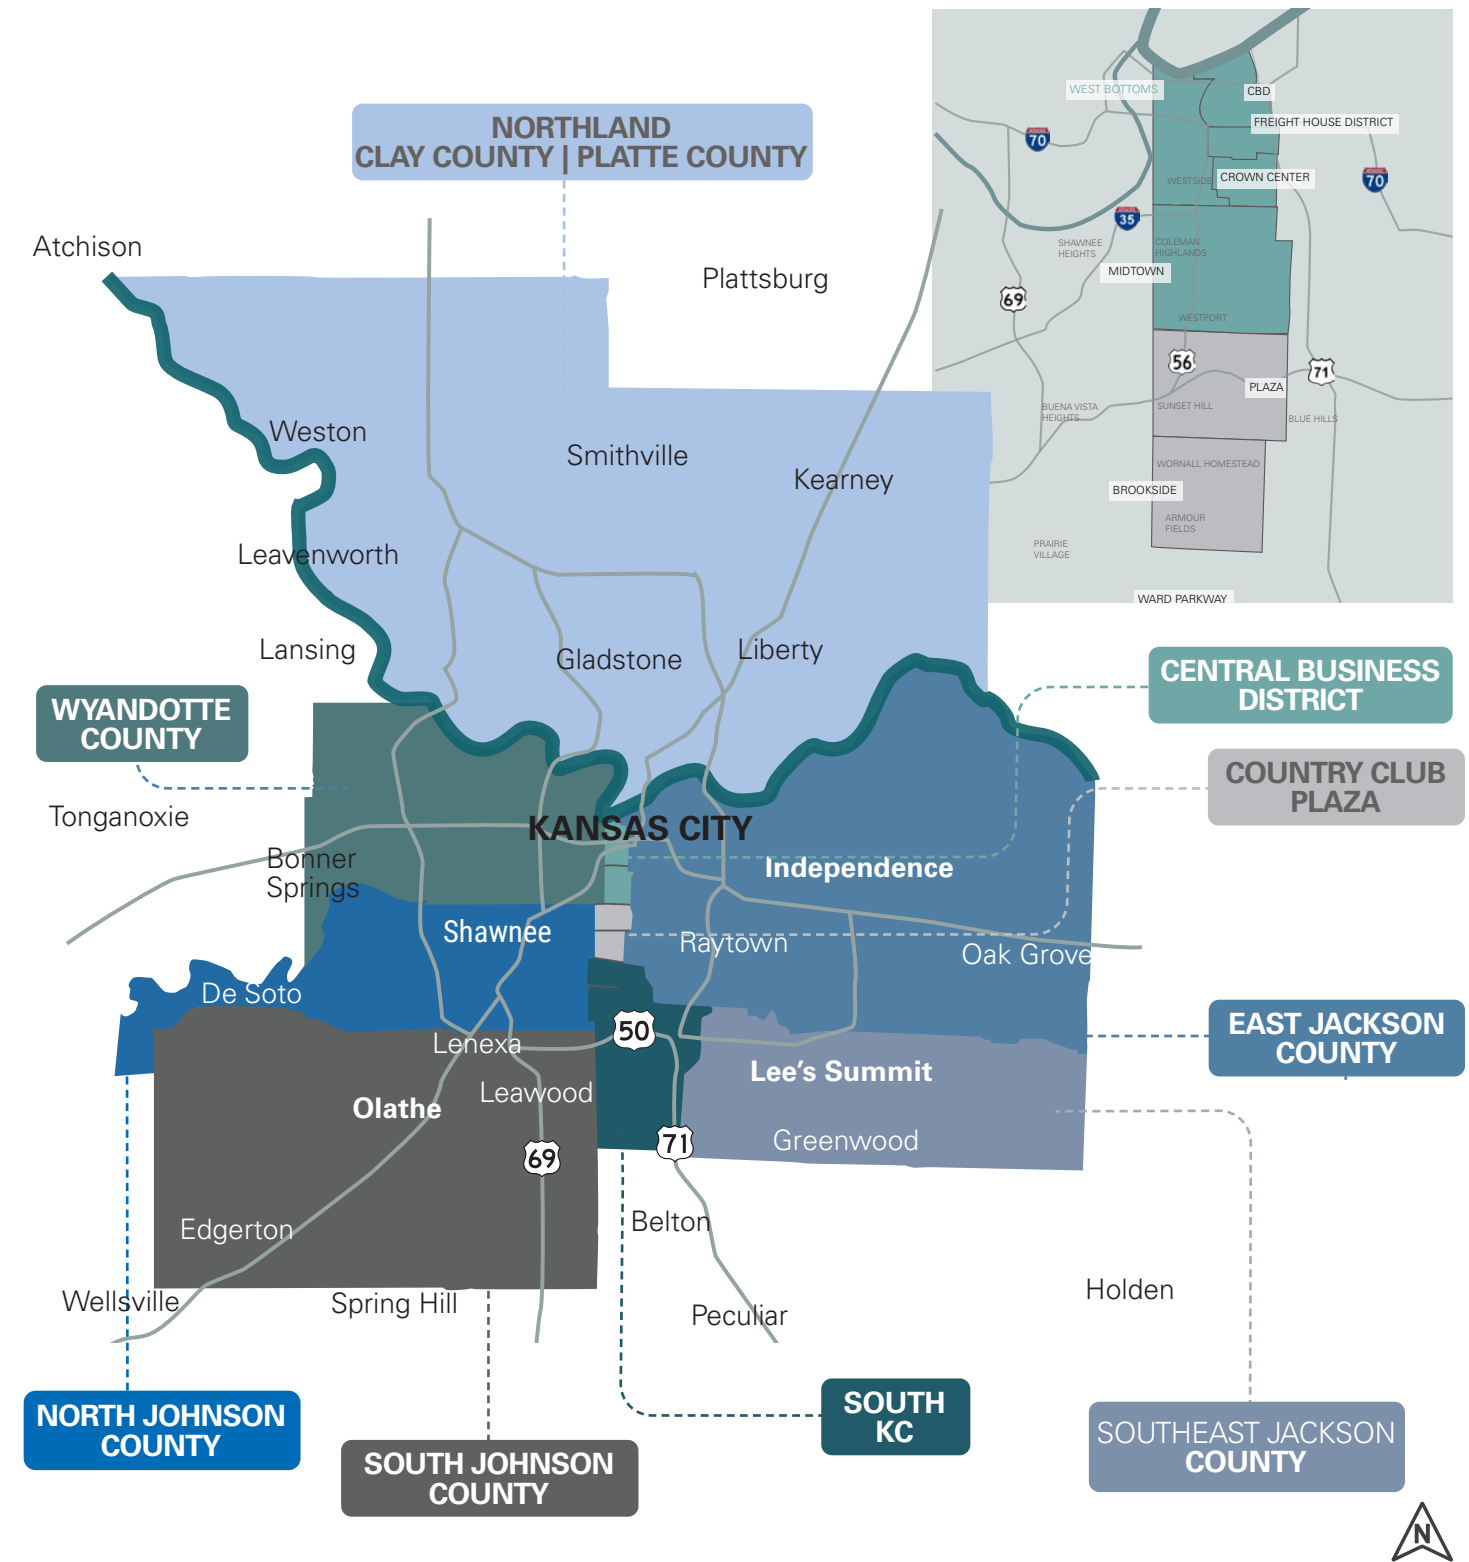 NORTHLAND
CLAY COUNTY | PLATTE COUNTY
WEST BOTTOMS
CBD
FREIGHT HOUSE DISTRICT
70
70
WESTSIDE
CROWN CENTER
35
SHAWNEE
HEIGHTS
COLEMAN
HIGHLANDS
MIDTOWN
69
WESTPORT
56
71
PLAZA
BUENA VISTA
HEIGHTS
SUNSET HILL
BLUE HILLS
WORNALL HOMESTEAD
BROOKSIDE
ARMOUR
FIELDS
PRAIRIE
VILLAGE
WARD PARKWAY
Atchison
Plattsburg
Weston
Smithville
Kearney
Leavenworth
Lansing
Gladstone
Liberty
CENTRAL BUSINESS
DISTRICT
WYANDOTTE
COUNTY
COUNTRY CLUB
PLAZA
Tonganoxie
KANSAS CITY
Bonner
Springs
Independence
Shawnee
Raytown
Oak Grove
De Soto
50
EAST JACKSON
COUNTY
Lenexa
Lee's Summit
Leawood
Olathe
Greenwood
69
71
Edgerton
Belton
Wellsville
Spring Hill
Peculiar
Holden
NORTH JOHNSON
COUNTY
SOUTH
KC
SOUTHEAST JACKSON
COUNTY
SOUTH JOHNSON
COUNTY
N